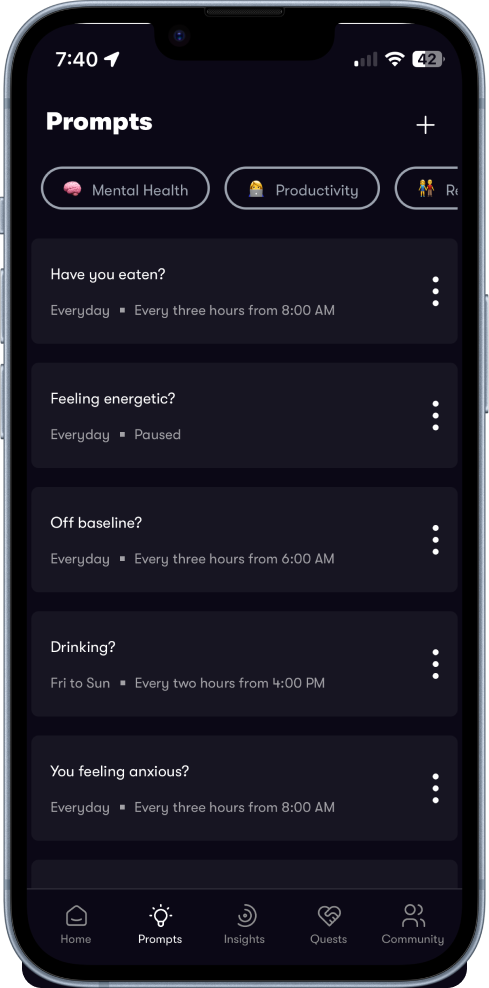 7:40
42
Prompts
Mental Health
Productivity
Re
Have you eaten?
Everyday ▪ Every three hours from 8:00 AM
Feeling energetic?
Everyday ▪ Paused
Off baseline?
Everyday ▪ Every three hours from 6:00 AM
Drinking?
Fri to Sun ▪ Every two hours from 4:00 PM
You feeling anxious?
Everyday ▪ Every three hours from 8:00 AM
Home
Prompts
Insights
Quests
Community